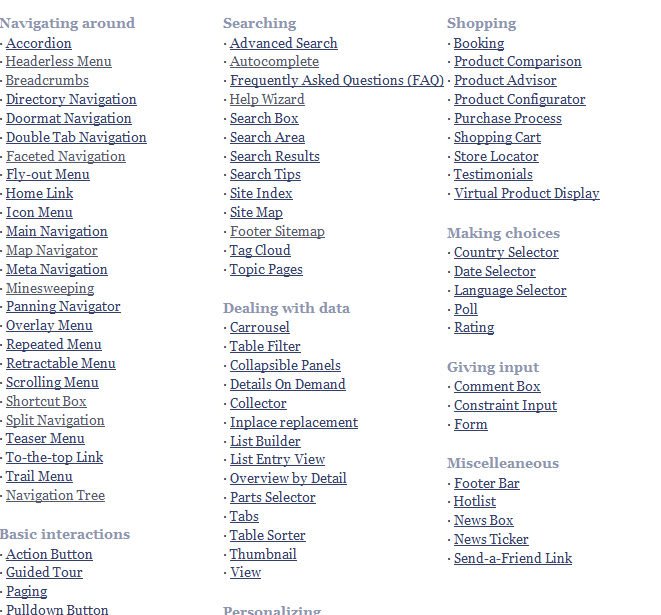 Navigating around
· Accordion
· Headerless Menu
· Breadcrumbs
· Directory Navigation
· Doormat Navigation
· Double Tab Navigation
· Faceted Navigation
· Fly-out Menu
· Home Link
· Icon Menu
· Main Navigation
· Map Navigator
· Meta Navigation
· Minesweeping
· Panning Navigator
· Overlay Menu
· Repeated Menu
· Retractable Menu
· Scrolling Menu
· Shortcut Box
· Split Navigation
· Teaser Menu
· To-the-top Link
· Trail Menu
· Navigation Tree
Basic interactions
· Action Button
· Guided Tour
· Paging
· Pulldown Button
Searching
· Advanced Search
· Autocomplete
· Frequently Asked Questions (FAQ)
· Help Wizard
· Search Box
· Search Area
· Search Results
· Search Tips
· Site Index
· Site Map
· Footer Sitemap
· Tag Cloud
· Topic Pages
Dealing with data
· Carrousel
· Table Filter
· Collapsible Panels
· Details On Demand
· Collector
· Inplace replacement
· List Builder
· List Entry View
· Overview by Detail
· Parts Selector
· Tabs
· Table Sorter
· Thumbnail
· View
Personalizing
Shopping
· Booking
· Product Comparison
· Product Advisor
· Product Configurator
· Purchase Process
· Shopping Cart
· Store Locator
· Testimonials
· Virtual Product Display
Making choices
· Country Selector
· Date Selector
· Language Selector
· Poll
· Rating
Giving input
· Comment Box
· Constraint Input
· Form
Miscelleaneous
· Footer Bar
· Hotlist
· News Box
· News Ticker
· Send-a-Friend Link